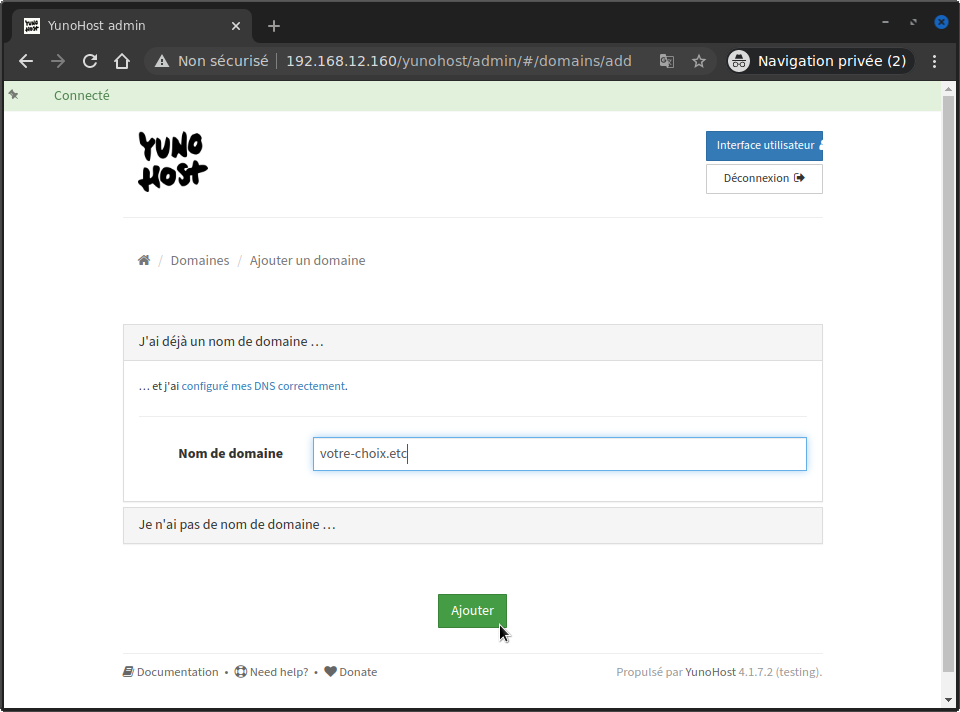 YUNO HOST YunoHost admin
Non sécurisé 192.168.12.160/yunohost/admin/#/domains/add Navigation privée (2)
Connecté
YUNO
HOST
Interface utilisateur
Déconnexion
/ Domaines / Ajouter un domaine
J'ai déjà un nom de domaine …
… et j'ai configuré mes DNS correctement.
Nom de domaine votre-choix.etc
Je n'ai pas de nom de domaine …
Ajouter
Documentation • Need help? • Donate Propulsé par YunoHost 4.1.7.2 (testing).